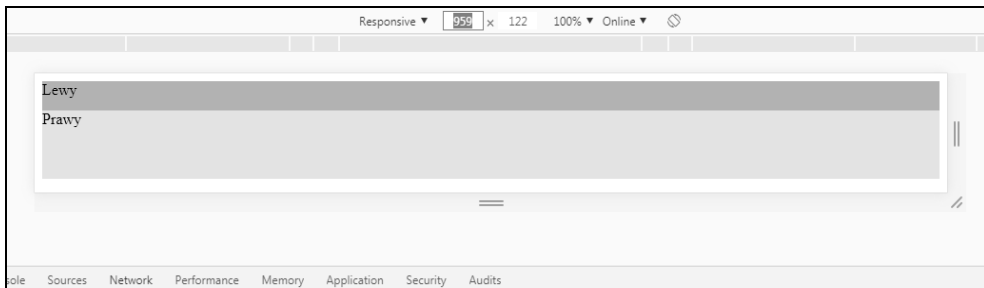 Responsive ▼ 959 x 122 100% ▼ Online ▼
Lewy
Prawy
sole Sources Network Performance Memory Application Security Audits